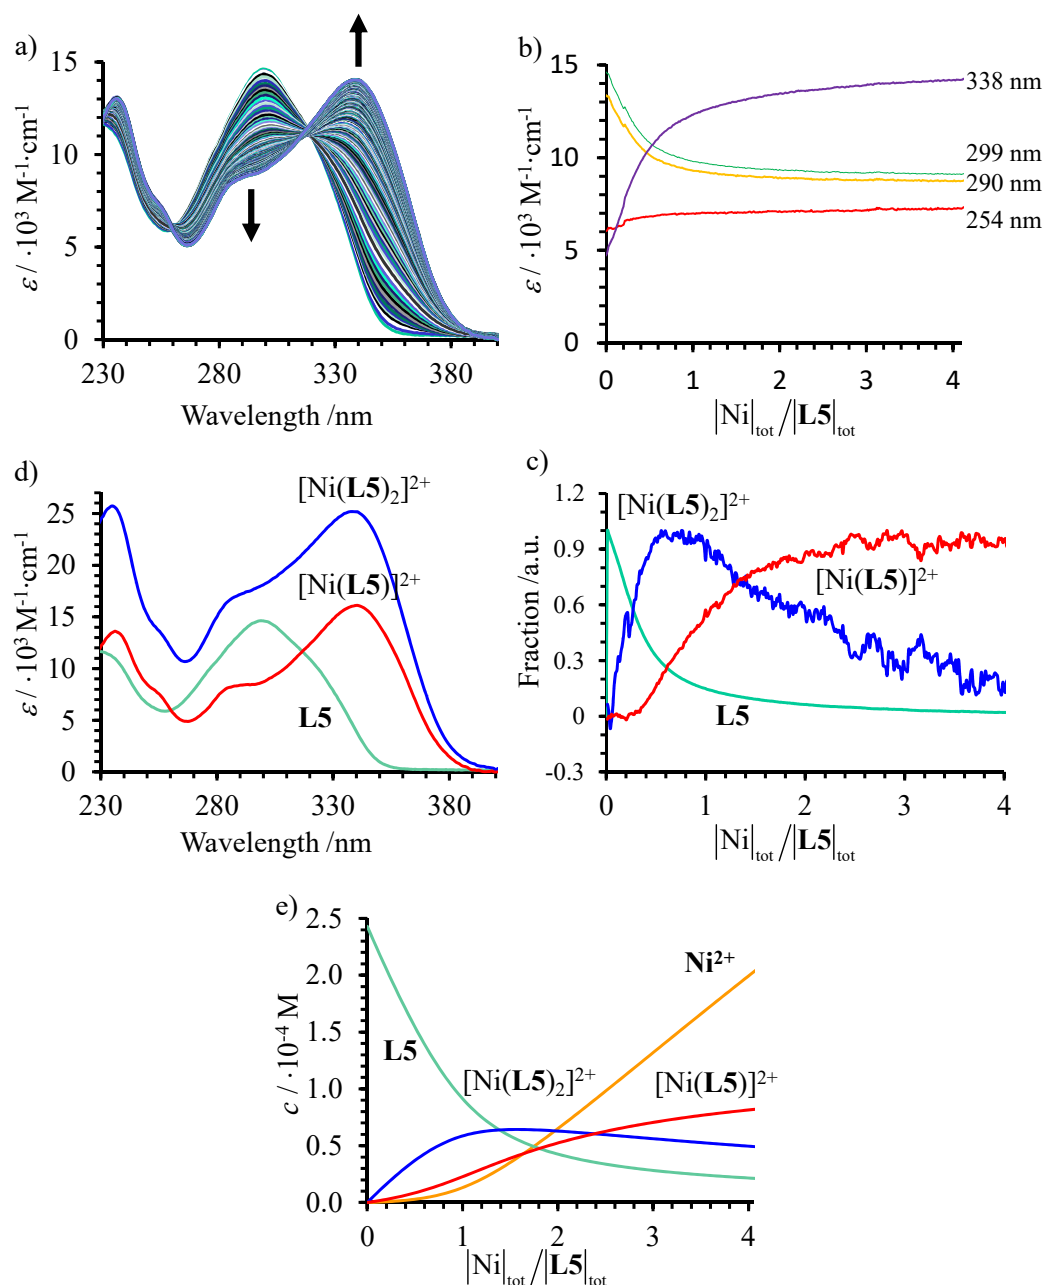 a)
15
10
5
0
ε / ·10³ M⁻¹·cm⁻¹
230 280 330 380
Wavelength /nm
b)
15
10
5
0
ε / ·10³ M⁻¹·cm⁻¹
338 nm
299 nm
290 nm
254 nm
0 1 2 3 4
|Ni|tot/|L5|tot
d)
25
20
15
10
5
0
ε / ·10³ M⁻¹·cm⁻¹
[Ni(L5)₂]²⁺
[Ni(L5)]²⁺
L5
230 280 330 380
Wavelength /nm
c)
1.2
0.9
0.6
0.3
0
-0.3
Fraction /a.u.
[Ni(L5)₂]²⁺
[Ni(L5)]²⁺
L5
0 1 2 3 4
|Ni|tot/|L5|tot
e)
2.5
2.0
1.5
1.0
0.5
0.0
c / ·10⁻⁴ M
Ni²⁺
L5
[Ni(L5)₂]²⁺
[Ni(L5)]²⁺
0 1 2 3 4
|Ni|tot/|L5|tot